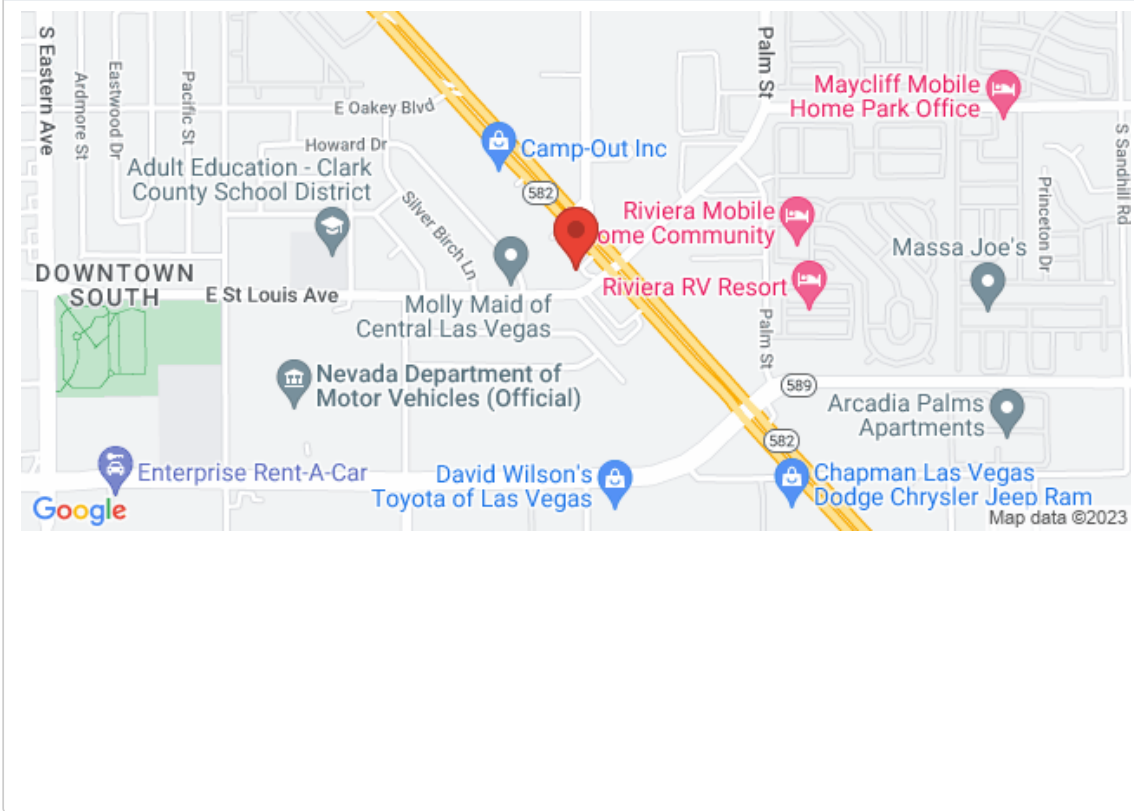 S Eastern Ave
Ardmore St
Eastwood Dr
Pacific St
E Oakey Blvd
Howard Dr
Adult Education - Clark
County School District
Silver Birch Ln
Camp-Out Inc
582
Palm St
Maycliff Mobile
Home Park Office
S Sandhill Rd
Princeton Dr
Riviera Mobile
ome Community
Riviera RV Resort
Massa Joe's
DOWNTOWN
SOUTH
E St Louis Ave
Molly Maid of
Central Las Vegas
Palm St
Nevada Department of
Motor Vehicles (Official)
589
Arcadia Palms
Apartments
582
Enterprise Rent-A-Car
David Wilson's
Toyota of Las Vegas
Chapman Las Vegas
Dodge Chrysler Jeep Ram
Google
Map data ©2023